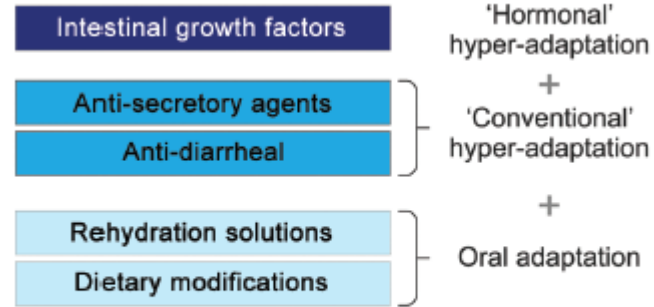 Intestinal growth factors
'Hormonal'
hyper-adaptation
+
Anti-secretory agents
Anti-diarrheal
'Conventional'
hyper-adaptation
+
Rehydration solutions
Dietary modifications
Oral adaptation